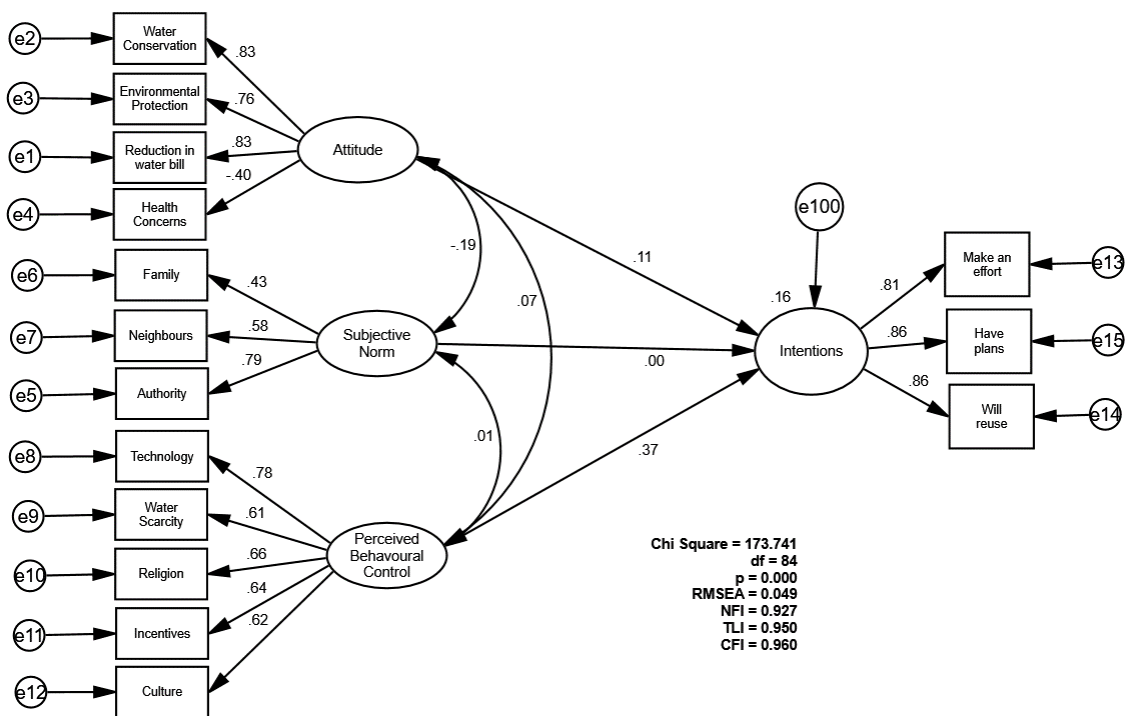 e2
Water
Conservation
.83
e3
Environmental
Protection
.76
e1
Reduction in
water bill
.83
e4
Health
Concerns
-.40
Attitude
e6
Family
.43
e7
Neighbours
.58
e5
Authority
.79
Subjective
Norm
e8
Technology
.78
e9
Water
Scarcity
.61
e10
Religion
.66
e11
Incentives
.64
e12
Culture
.62
Perceived
Behavoural
Control
-.19
.07
.01
.11
.00
.37
e100
.16
Intentions
.81
Make an
effort
e13
.86
Have
plans
e15
.86
Will
reuse
e14
Chi Square = 173.741
df = 84
p = 0.000
RMSEA = 0.049
NFI = 0.927
TLI = 0.950
CFI = 0.960